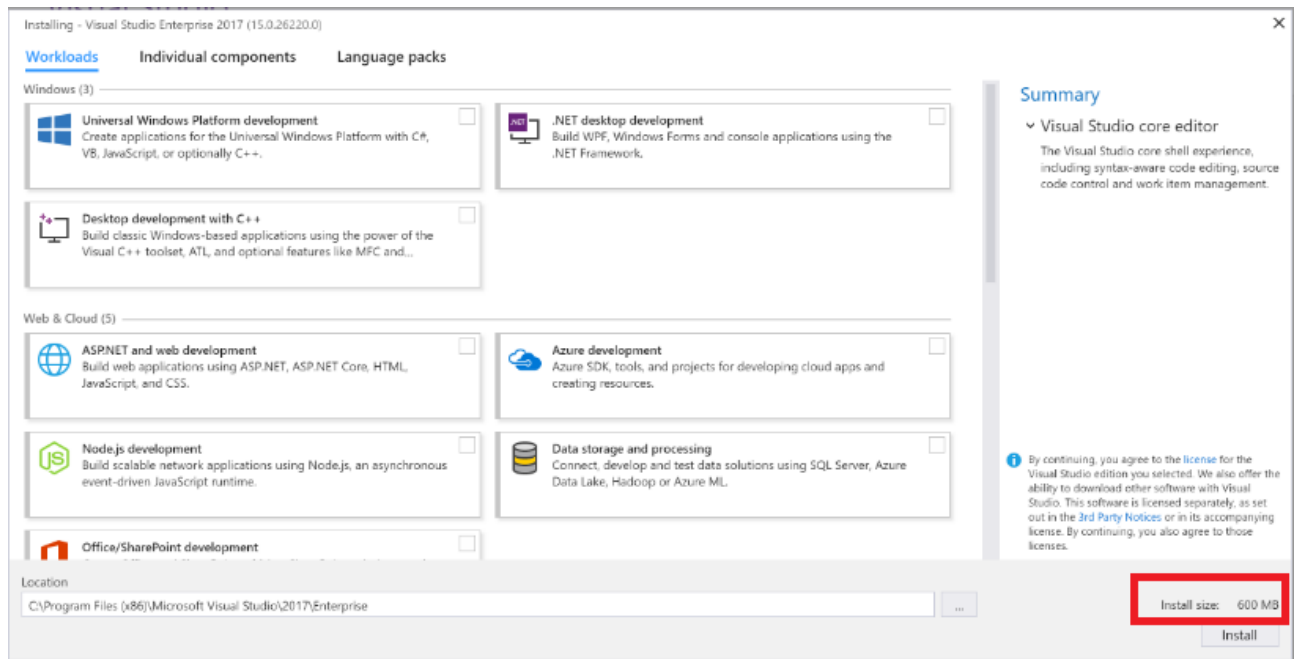 Installing - Visual Studio Enterprise 2017 (15.0.26220.0)
Workloads Individual components Language packs
Windows (3)
Universal Windows Platform development
Create applications for the Universal Windows Platform with C#,
VB, JavaScript, or optionally C++.
.NET desktop development
Build WPF, Windows Forms and console applications using the
.NET Framework.
Desktop development with C++
Build classic Windows-based applications using the power of the
Visual C++ toolset, ATL, and optional features like MFC and...
Web & Cloud (5)
ASP.NET and web development
Build web applications using ASP.NET, ASP.NET Core, HTML,
JavaScript, and CSS.
Azure development
Azure SDK, tools, and projects for developing cloud apps and
creating resources.
Node.js development
Build scalable network applications using Node.js, an asynchronous
event-driven JavaScript runtime.
Data storage and processing
Connect, develop and test data solutions using SQL Server, Azure
Data Lake, Hadoop or Azure ML.
Office/SharePoint development
Summary
Visual Studio core editor
The Visual Studio core shell experience,
including syntax-aware code editing, source
code control and work item management.
By continuing, you agree to the license for the
Visual Studio edition you selected. We also offer the
ability to download other software with Visual
Studio. This software is licensed separately, as set
out in the 3rd Party Notices or in its accompanying
license. By continuing, you also agree to those
licenses.
Location
C:\Program Files (x86)\Microsoft Visual Studio\2017\Enterprise
...
Install size: 600 MB
Install